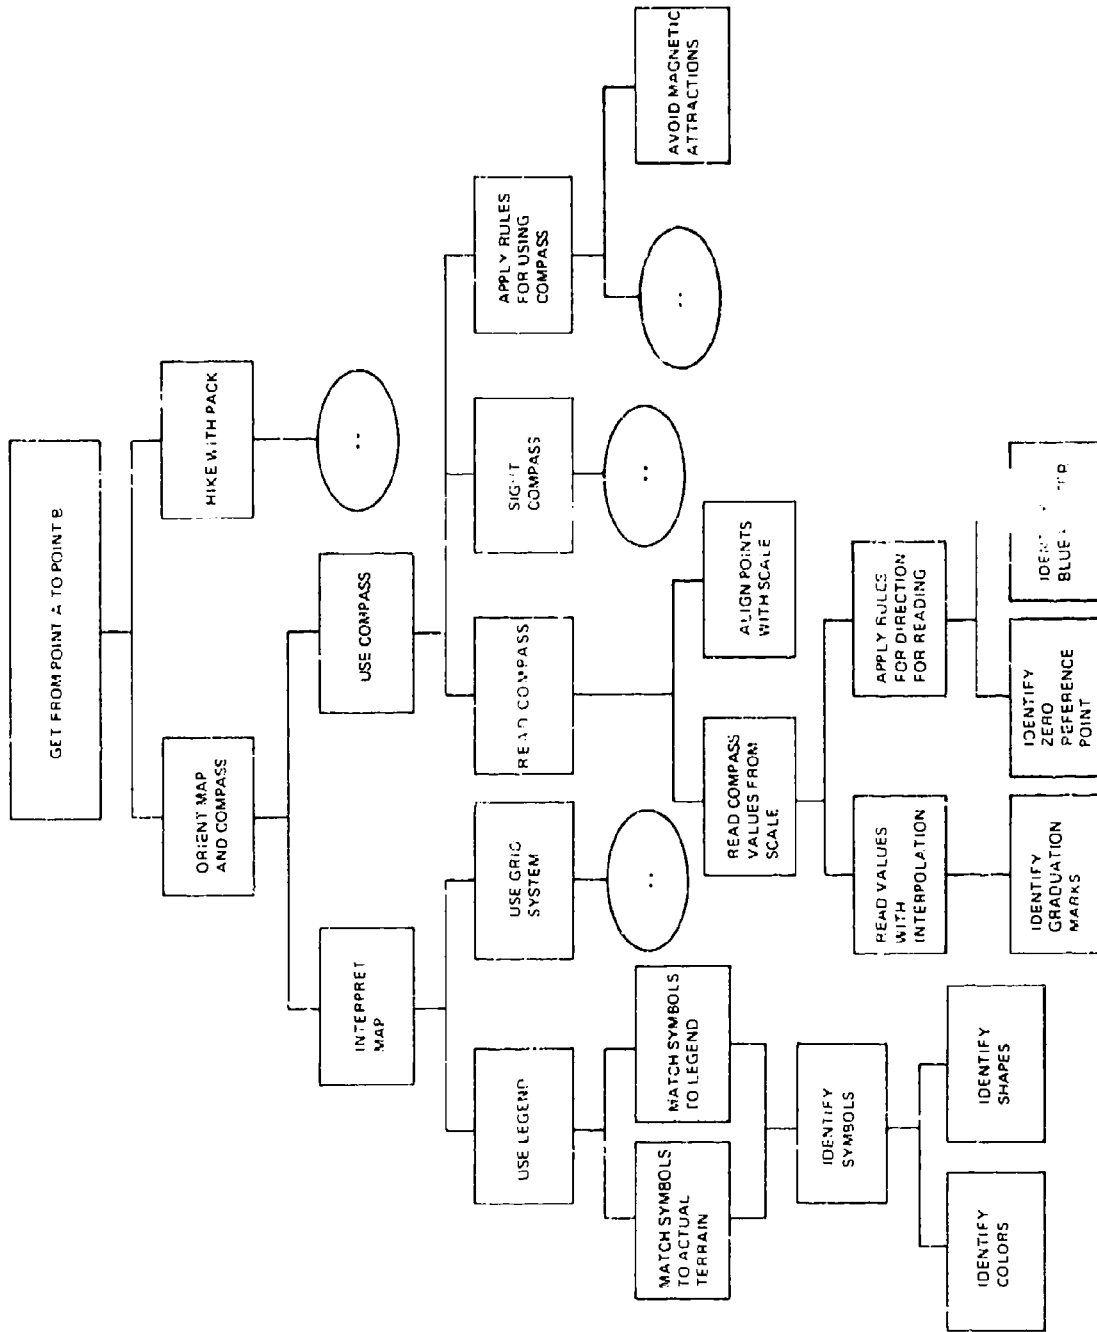 GET FROM POINT A TO POINT B
ORIENT MAP
AND COMPASS
HIKE WITH PACK
INTERPRET
MAP
USE COMPASS
USE LEGEND
USE GRID
SYSTEM
READ COMPASS
SIGHT
COMPASS
APPLY RULES
FOR USING
COMPASS
MATCH SYMBOLS
TO ACTUAL
TERRAIN
MATCH SYMBOLS
TO LEGEND
AVOID MAGNETIC
ATTRACTIONS
READ COMPASS
VALUES FROM
SCALE
ALIGN POINTS
WITH SCALE
IDENTIFY
SYMBOLS
READ VALUES
WITH
INTERPOLATION
APPLY RULES
FOR DIRECTION
FOR READING
IDENTIFY
COLORS
IDENTIFY
SHAPES
IDENTIFY
GRADUATION
MARKS
IDENTIFY
ZERO
REFERENCE
POINT
BLUE